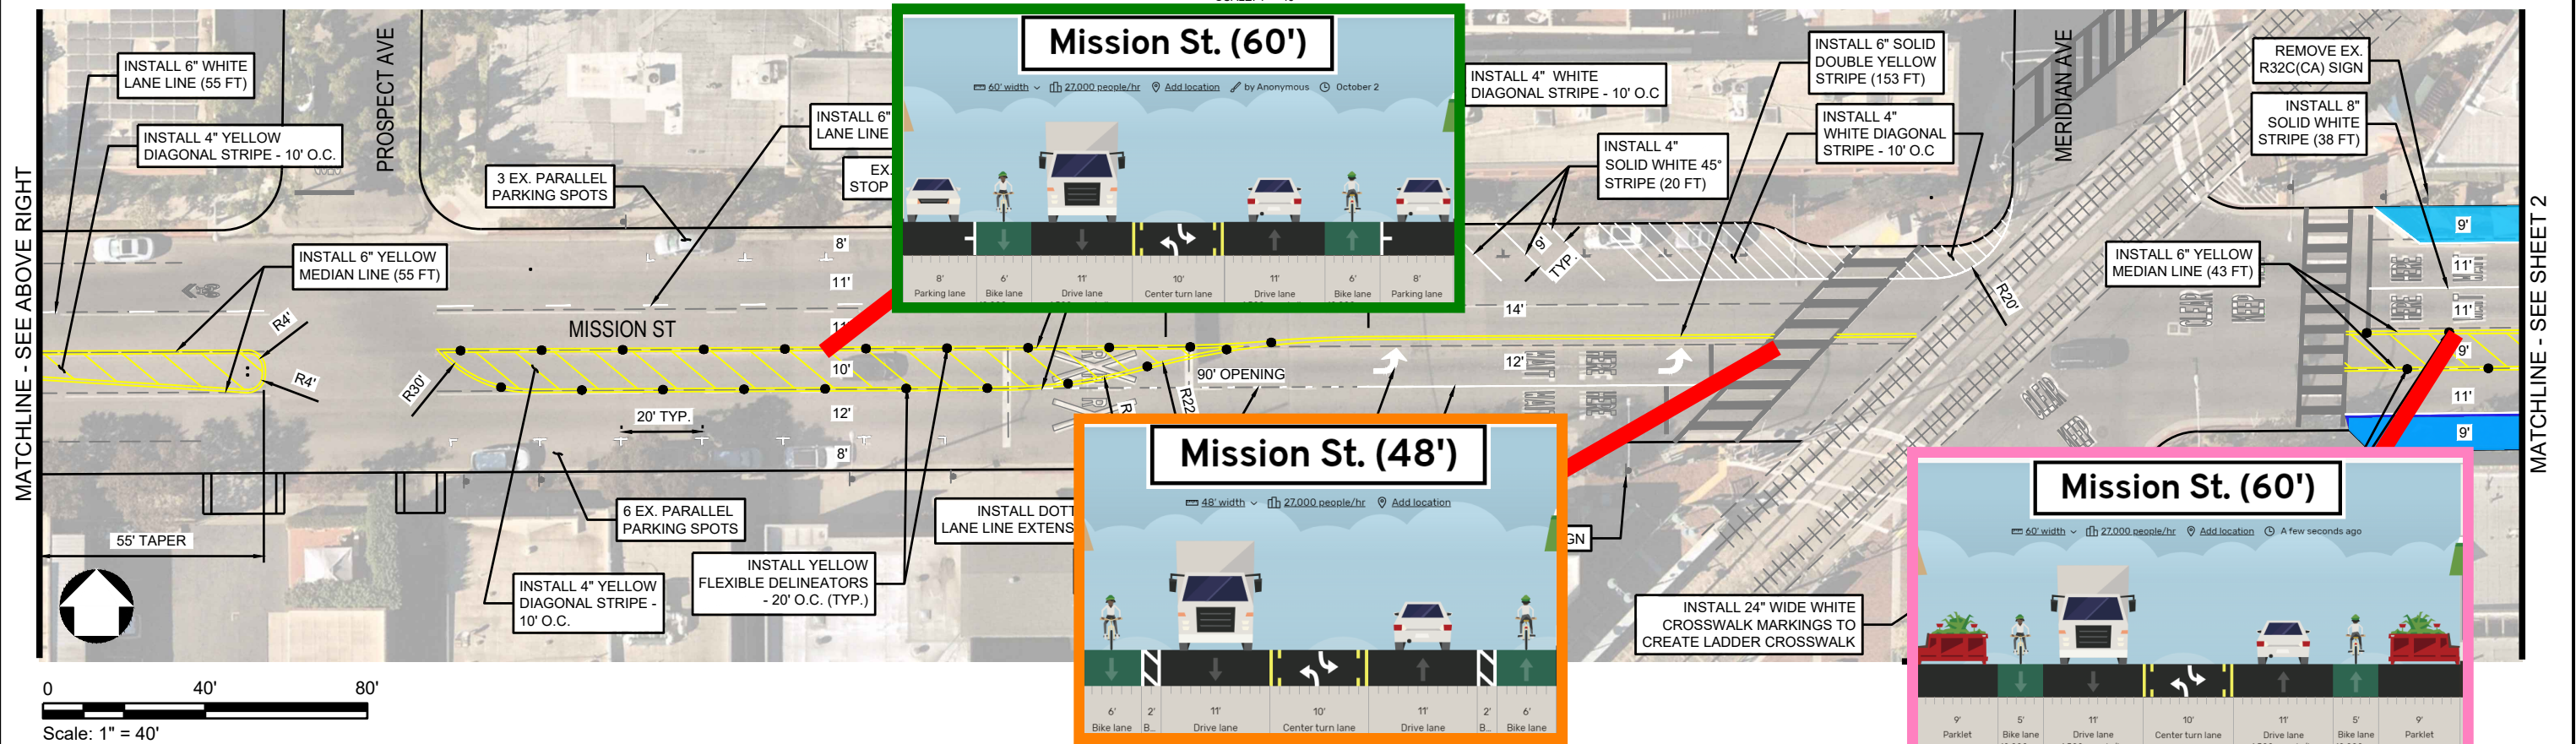 MATCHLINE - SEE ABOVE RIGHT
INSTALL 6" WHITE
LANE LINE (55 FT)
INSTALL 4" YELLOW
DIAGONAL STRIPE - 10' O.C.
PROSPECT AVE
3 EX. PARALLEL
PARKING SPOTS
INSTALL 6"
LANE LINE
EX.
STOP
INSTALL 6" YELLOW
MEDIAN LINE (55 FT)
R4'
R4'
R30'
MISSION ST
8'
11'
11'
10'
12'
8'
20' TYP.
55' TAPER
6 EX. PARALLEL
PARKING SPOTS
INSTALL 4" YELLOW
DIAGONAL STRIPE -
10' O.C.
INSTALL YELLOW
FLEXIBLE DELINEATORS
- 20' O.C. (TYP.)
INSTALL DOTT
LANE LINE EXTENS
0 40' 80'
Scale: 1" = 40'
Mission St. (60')
60' width 27,000 people/hr Add location by Anonymous October 2
8' 6' 11' 10' 11' 6' 8'
Parking lane Bike lane Drive lane Center turn lane Drive lane Bike lane Parking lane
INSTALL 4" WHITE
DIAGONAL STRIPE - 10' O.C
INSTALL 4"
SOLID WHITE 45°
STRIPE (20 FT)
INSTALL 6" SOLID
DOUBLE YELLOW
STRIPE (153 FT)
INSTALL 4"
WHITE DIAGONAL
STRIPE - 10' O.C
9'
TYP.
14'
12'
90' OPENING
R22
R20'
MERIDIAN AVE
Mission St. (48')
48' width 27,000 people/hr Add location
6' 2' 11' 10' 11' 2' 6'
Bike lane B... Drive lane Center turn lane Drive lane B... Bike lane
GN
INSTALL 24" WIDE WHITE
CROSSWALK MARKINGS TO
CREATE LADDER CROSSWALK
REMOVE EX.
R32C(CA) SIGN
INSTALL 8"
SOLID WHITE
STRIPE (38 FT)
INSTALL 6" YELLOW
MEDIAN LINE (43 FT)
9'
11'
11'
9'
11'
9'
MATCHLINE - SEE SHEET 2
Mission St. (60')
60' width 27,000 people/hr Add location A few seconds ago
9' 5' 11' 10' 11' 5' 9'
Parklet Bike lane Drive lane Center turn lane Drive lane Bike lane Parklet